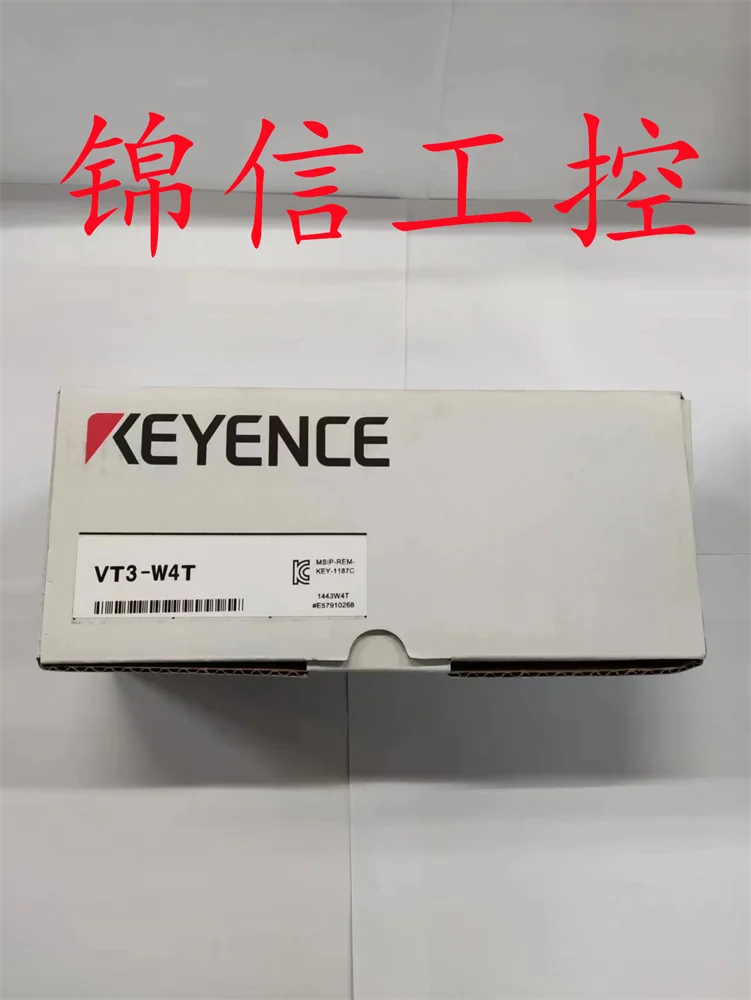 锦信工控
KEYENCE
VT3-W4T
MSIP-REM-
KEY-1187C
1443W4T
#E57910268